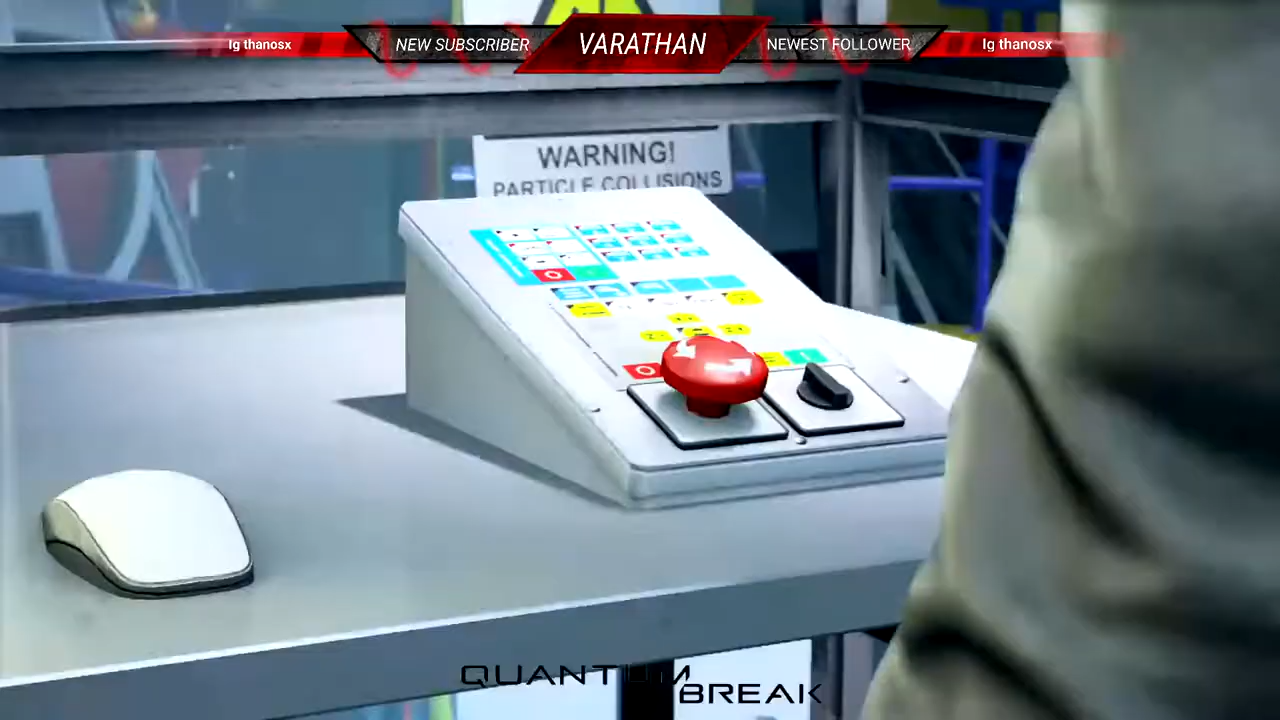 Ig thanosx
NEW SUBSCRIBER
VARATHAN
NEWEST FOLLOWER
Ig thanosx
WARNING!
PARTICLE COLLISIONS
QUANTUM
BREAK